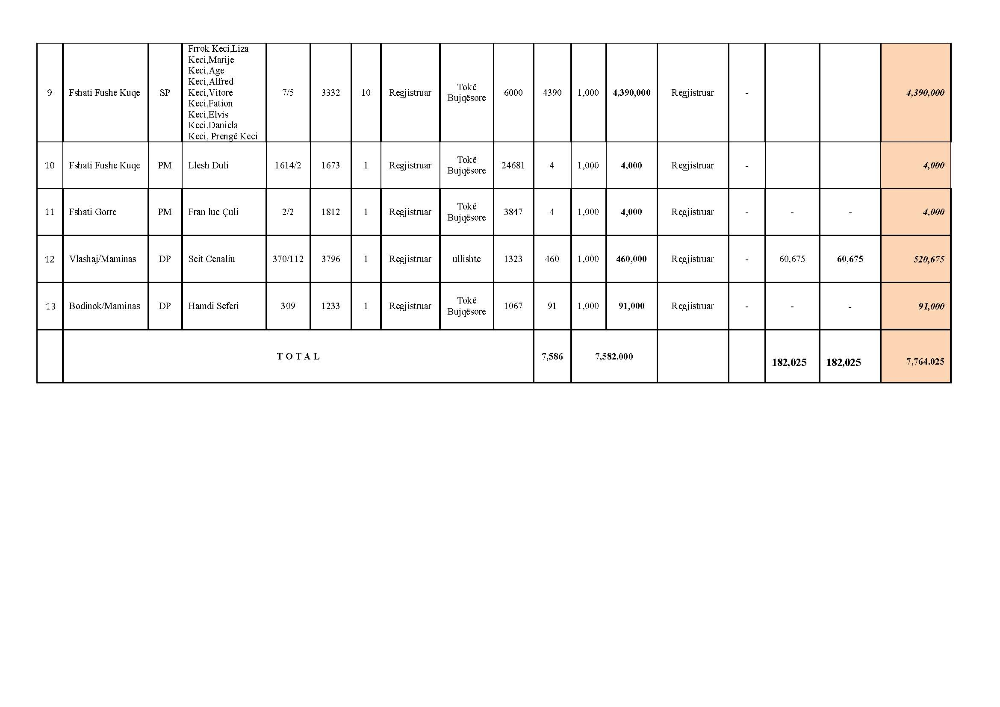 9 Fshati Fushe Kuqe SP Frrok Keci,Liza Keci,Marije Keci,Age Keci,Alfred Keci,Vitore Keci,Fation Keci,Elvis Keci,Daniela Keci, Prengë Keci 7/5 3332 10 Regjistruar Tokë Bujqësore 6000 4390 1,000 4,390,000 Regjistruar - 4,390,000
10 Fshati Fushe Kuqe PM Llesh Duli 1614/2 1673 1 Regjistruar Tokë Bujqësore 24681 4 1,000 4,000 Regjistruar - 4,000
11 Fshati Gorre PM Fran luc Çuli 2/2 1812 1 Regjistruar Tokë Bujqësore 3847 4 1,000 4,000 Regjistruar - - - 4,000
12 Vlashaj/Maminas DP Seit Cenaliu 370/112 3796 1 Regjistruar ullishte 1323 460 1,000 460,000 Regjistruar - 60,675 60,675 520,675
13 Bodinok/Maminas DP Hamdi Seferi 309 1233 1 Regjistruar Tokë Bujqësore 1067 91 1,000 91,000 Regjistruar - - - 91,000
T O T A L 7,586 7,582.000 182,025 182,025 7,764.025